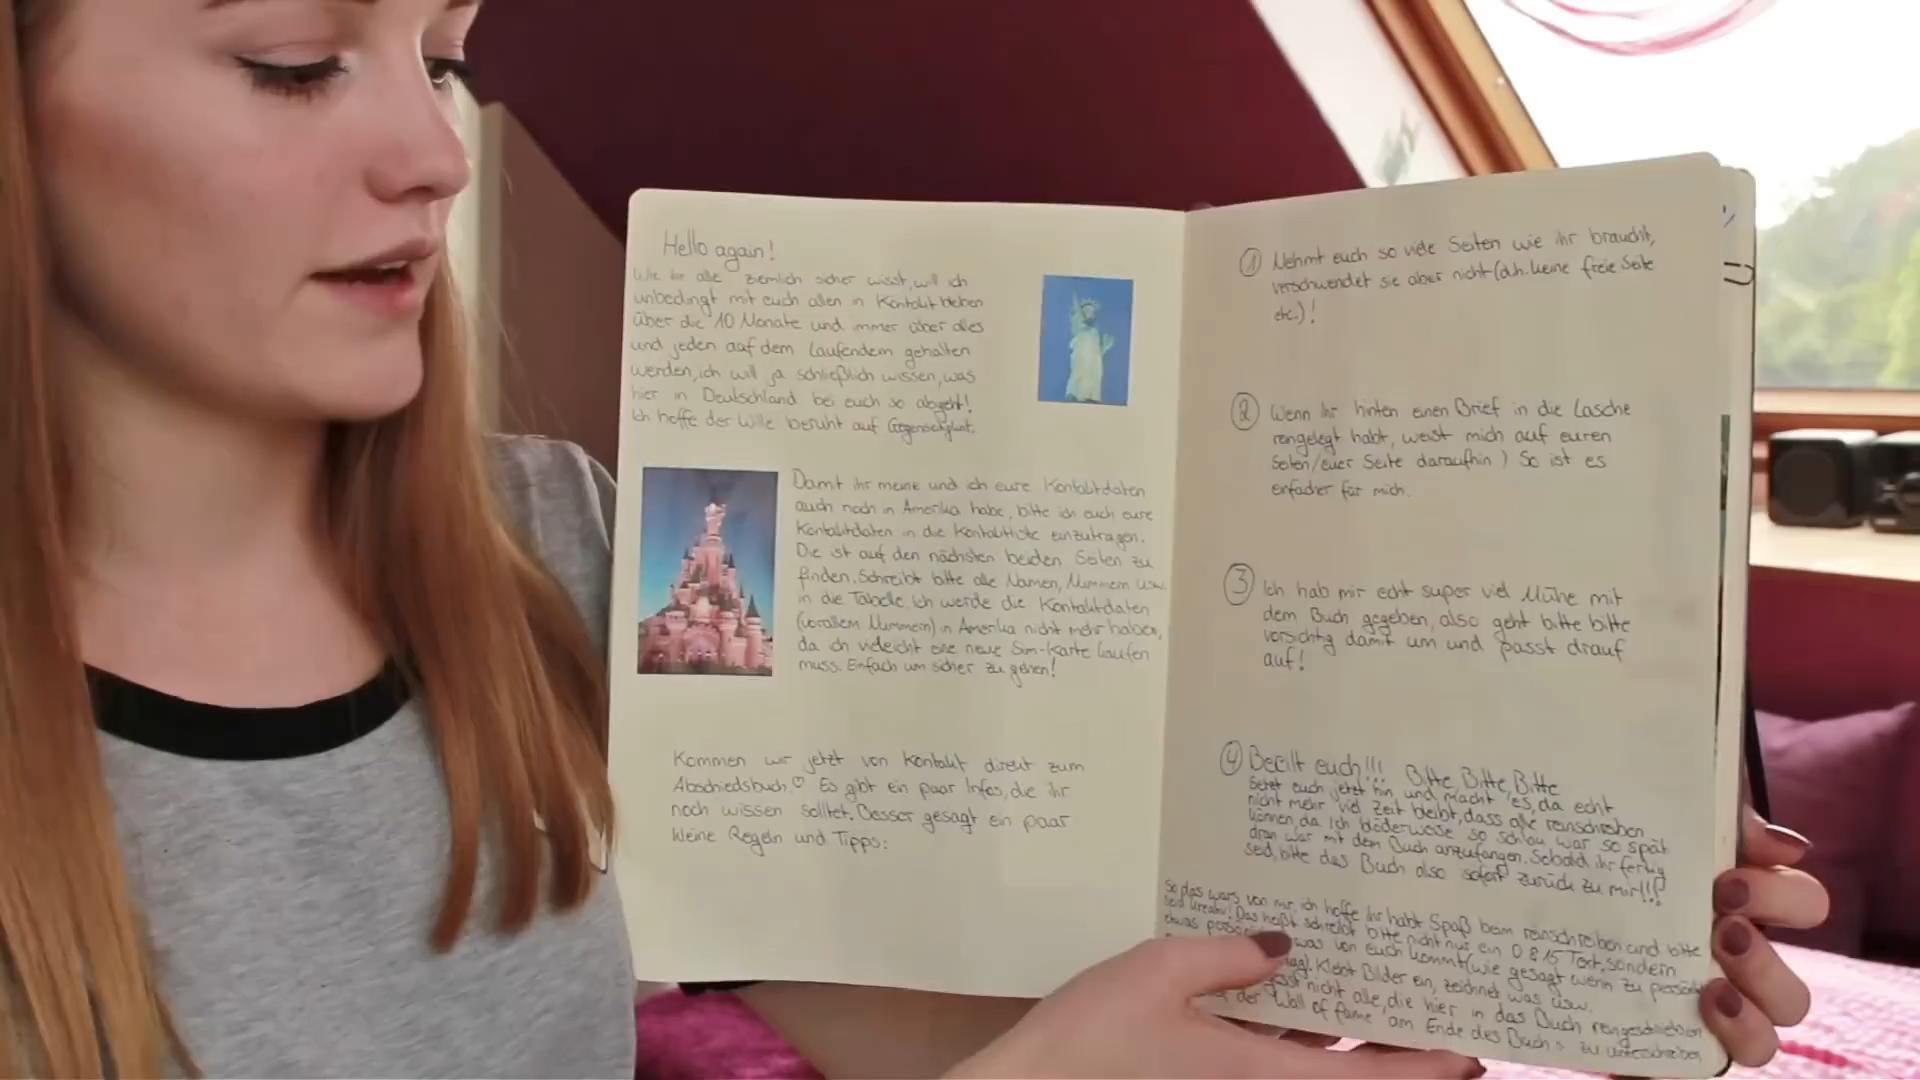 Hello again!
Wie ihr alle ziemlich sicher wisst, will ich
unbedingt mit euch allen in Kontakt bleiben
über die 10 Monate und immer über alles
und jeden auf dem Laufendem gehalten
werden, ich will ja schließlich wissen, was
hier in Deutschland bei euch so abgeht!
Ich hoffe der Wille beruht auf Gegenseitigkeit.
Damit ihr meine und ich eure Kontaktdaten
auch noch in Amerika habe, bitte ich euch eure
Kontaktdaten in die Kontaktliste einzutragen.
Die ist auf den nächsten beiden Seiten zu
finden. Schreibt bitte alle Namen, Nummern usw.
in die Tabelle. Ich werde die Kontaktdaten
(vorallem Nummern) in Amerika nicht mehr haben,
da ich vieleicht eine neue Sim-Karte kaufen
muss. Einfach um sicher zu gehen!
Kommen wir jetzt von Kontakt direkt zum
Abschiedsbuch.♡ Es gibt ein paar Infos, die ihr
noch wissen solltet. Besser gesagt ein paar
kleine Regeln und Tipps:
① Nehmt euch so viele Seiten wie ihr braucht,
verschwendet sie aber nicht (d.h. keine freie Seite
etc.)!
② Wenn ihr hinten einen Brief in die Lasche
reingelegt habt, weist mich auf euren
Seiten/euer Seite daraufhin) So ist es
einfacher für mich.
③ Ich hab mir echt super viel Mühe mit
dem Buch gegeben, also geht bitte bitte
vorsichtig damit um und passt drauf
auf!
④ Beeilt euch!!! Bitte Bitte, Bitte
Setzt euch jetzt hin und macht es, da echt
nicht mehr viel Zeit bleibt, dass alle reinschreiben
können, da ich blöderweise so schlau war so spät
dran war mit dem Buch anzufangen. Sobald ihr fertig
seid, bitte das Buch also sofort zurück zu mir!!!
So das wars von mir, ich hoffe ihr habt Spaß beim reinschreiben und bitte
seid kreativ! Das heißt schreibt bitte nicht nur ein 0815 Text, sondern
etwas was von euch kommt (wie gesagt wenn zu persönl
Klebt Bilder ein, zeichnet was usw.
nicht alle, die hier in das Buch reingeschrieben
der Wall of fame am Ende des Buchs zu unterschreiben